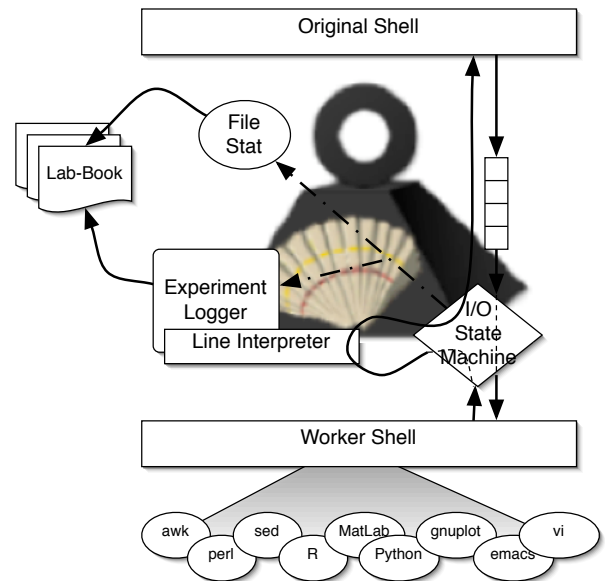 Original Shell
File
Stat
Lab-Book
Experiment
Logger
Line Interpreter
I/O
State
Machine
Worker Shell
awk
perl
sed
R
MatLab
Python
gnuplot
emacs
vi